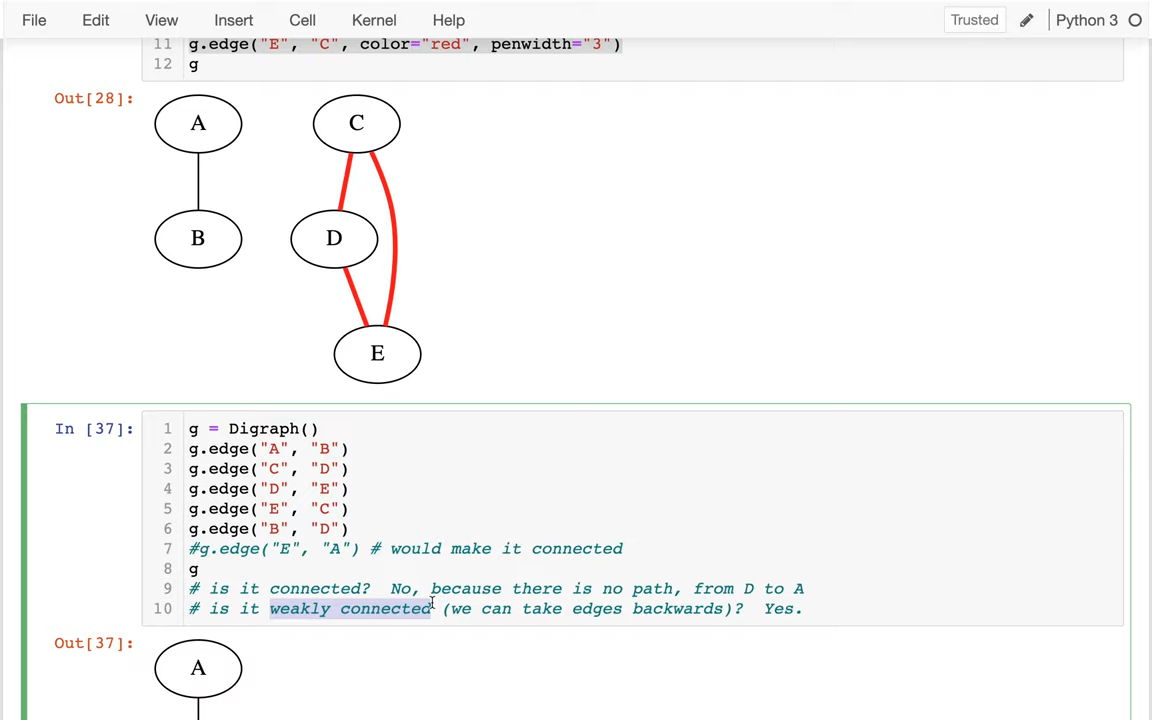 File Edit View Insert Cell Kernel Help Trusted Python 3
11 g.edge("E", "C", color="red", penwidth="3")
12 g
Out[28]:
A C
B D
E
In [37]:
1 g = Digraph()
2 g.edge("A", "B")
3 g.edge("C", "D")
4 g.edge("D", "E")
5 g.edge("E", "C")
6 g.edge("B", "D")
7 #g.edge("E", "A") # would make it connected
8 g
9 # is it connected?  No, because there is no path, from D to A
10 # is it weakly connected (we can take edges backwards)?  Yes.
Out[37]:
A